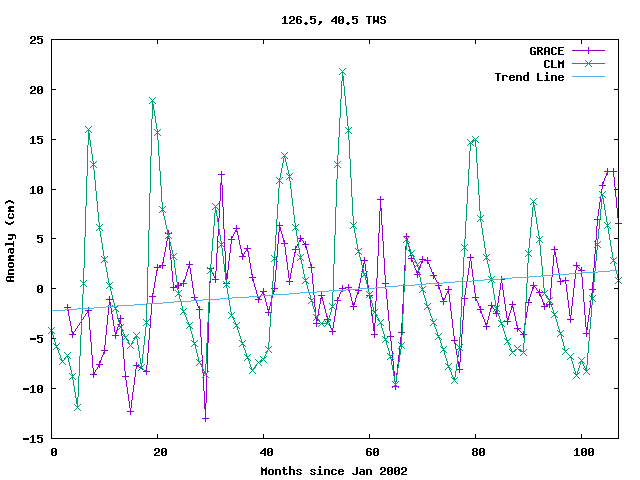 126.5, 40.5 TWS
GRACE
CLM
Trend Line
Anomaly (cm)
25
20
15
10
5
0
-5
-10
-15
0 20 40 60 80 100
Months since Jan 2002